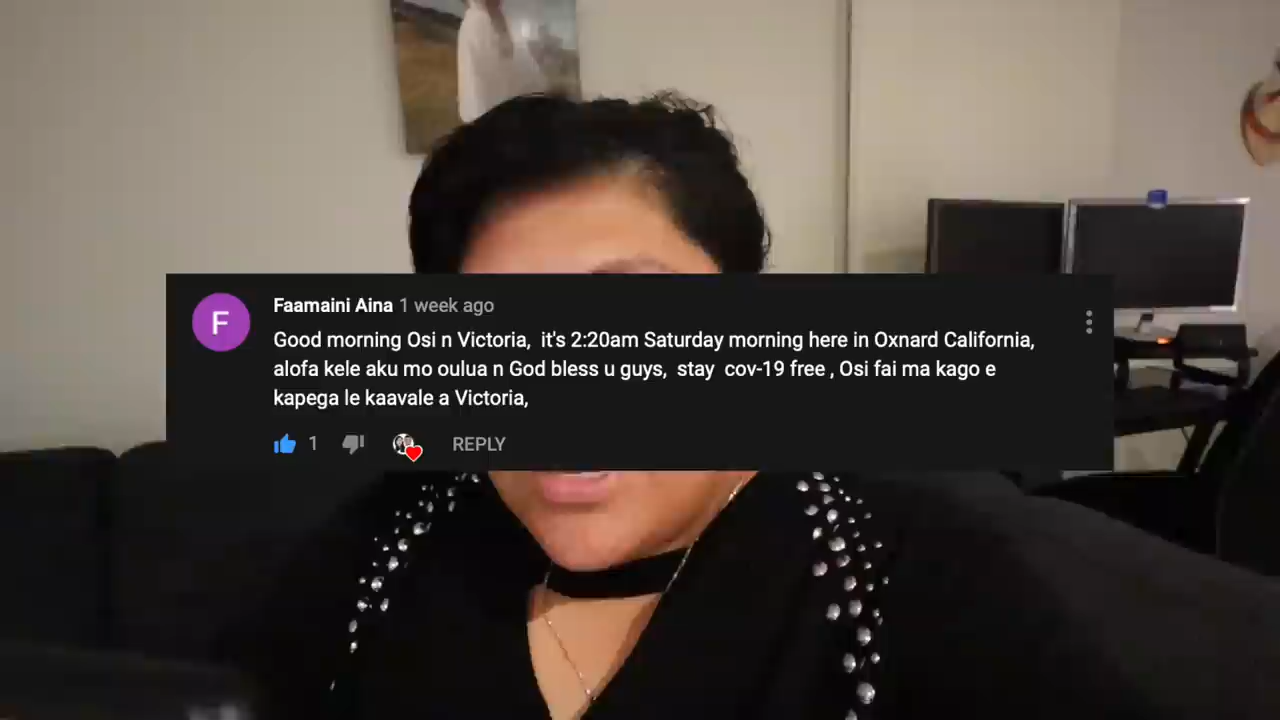 F
Faamaini Aina 1 week ago
Good morning Osi n Victoria,  it's 2:20am Saturday morning here in Oxnard California,
alofa kele aku mo oulua n God bless u guys,  stay  cov-19 free , Osi fai ma kago e
kapega le kaavale a Victoria,
1 REPLY